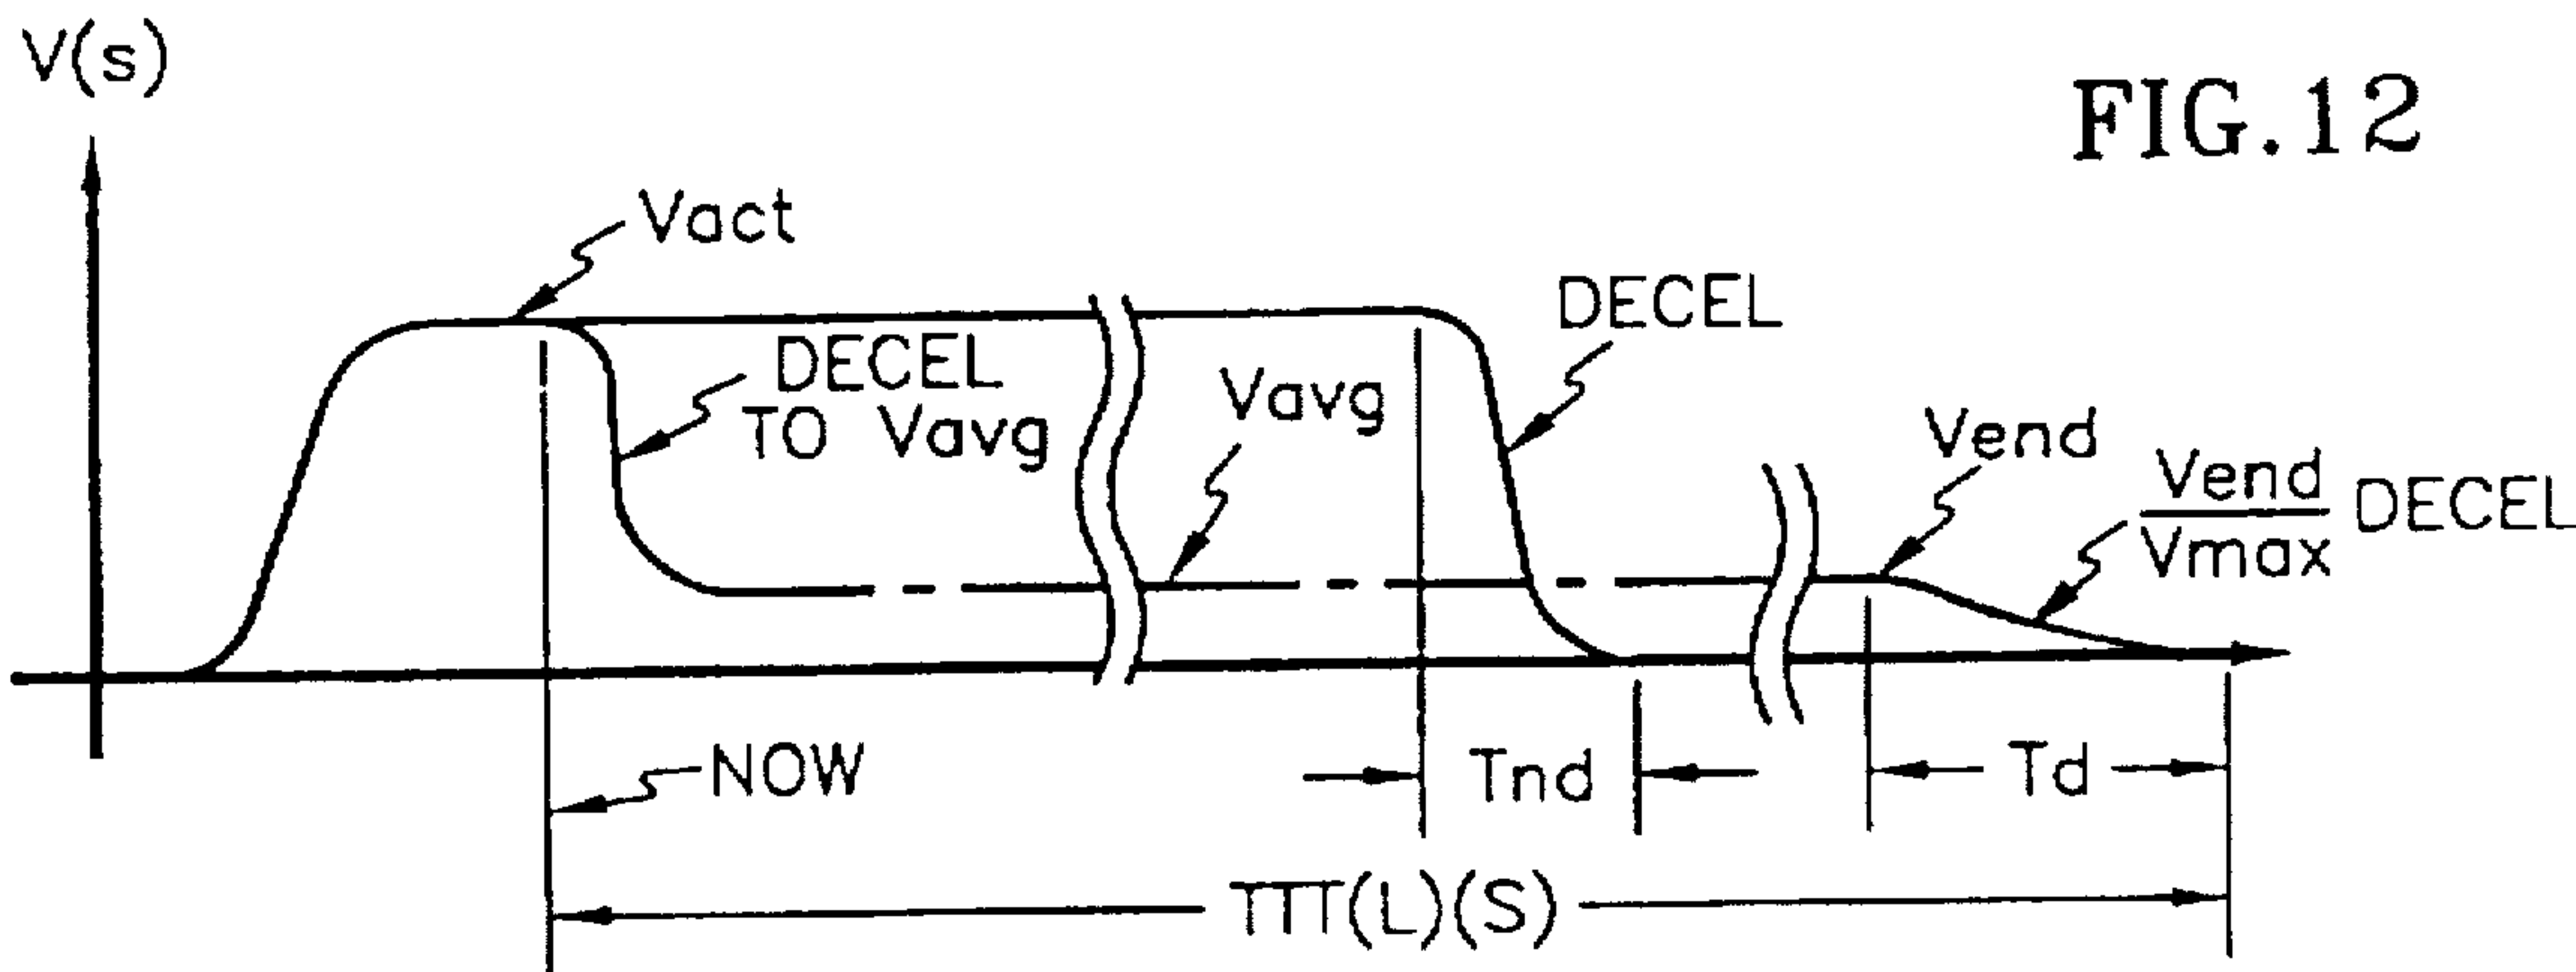 V(s)
FIG.12
Vact
DECEL
DECEL
TO Vavg
Vavg
Vend
Vend
Vmax
DECEL
NOW
Tnd
Td
TTT(L)(S)